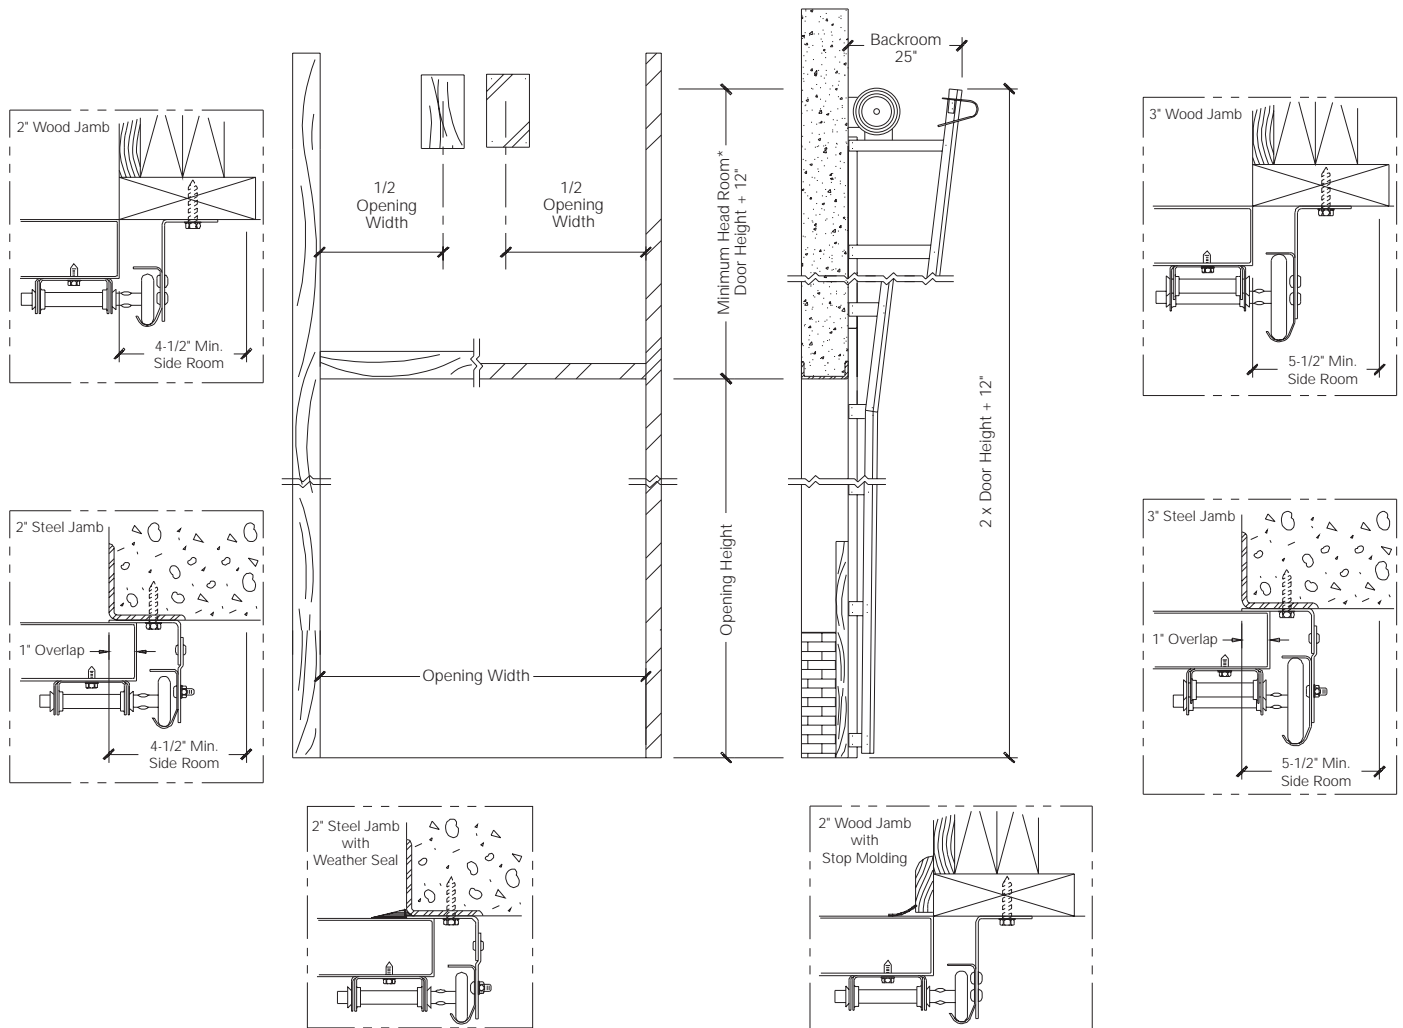 Backroom
25"
2" Wood Jamb
3" Wood Jamb
1/2
Opening
Width
1/2
Opening
Width
Minimum Head Room*
Door Height + 12"
4-1/2" Min.
Side Room
5-1/2" Min.
Side Room
2 x Door Height + 12"
2" Steel Jamb
3" Steel Jamb
Opening Height
1" Overlap
1" Overlap
Opening Width
4-1/2" Min.
Side Room
5-1/2" Min.
Side Room
2" Steel Jamb
with
Weather Seal
2" Wood Jamb
with
Stop Molding